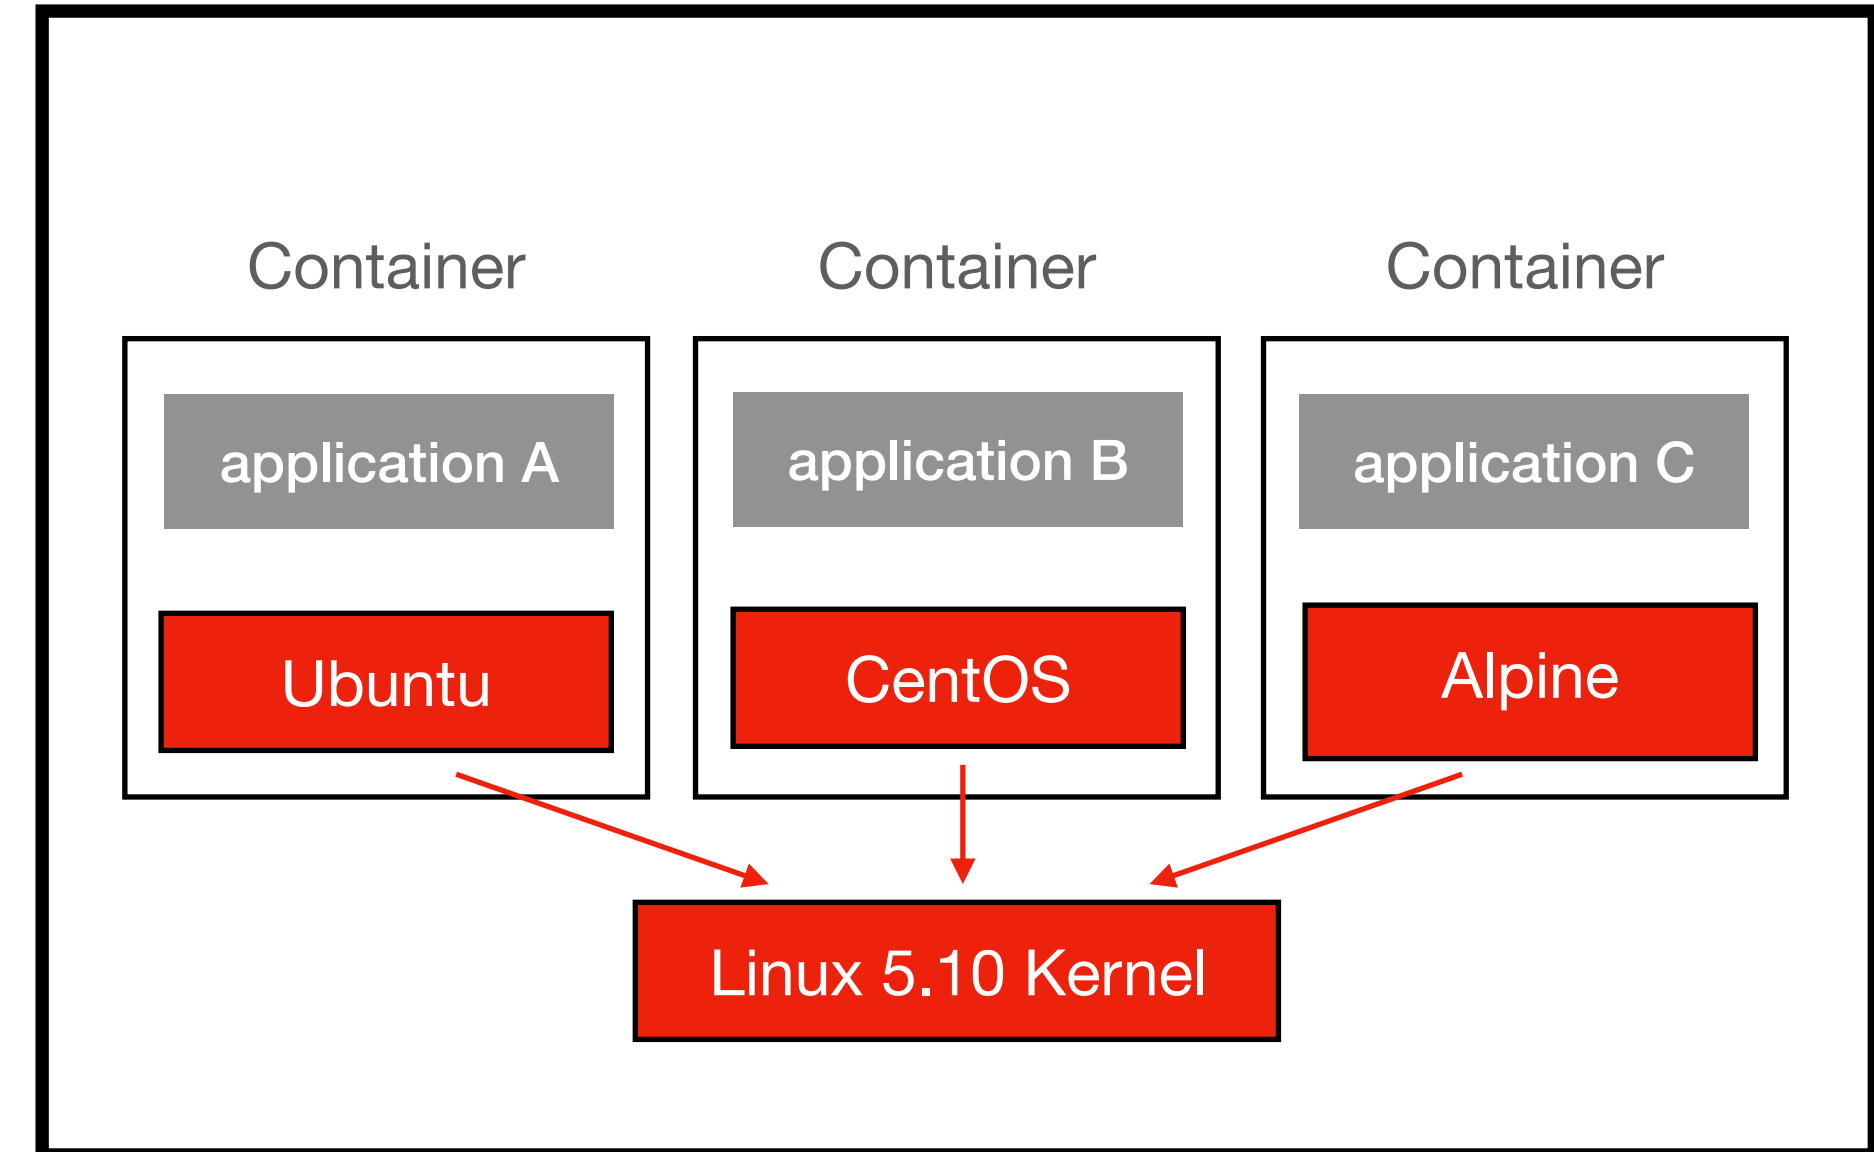 Container
Container
Container
application A
application B
application C
Ubuntu
CentOS
Alpine
Linux 5.10 Kernel